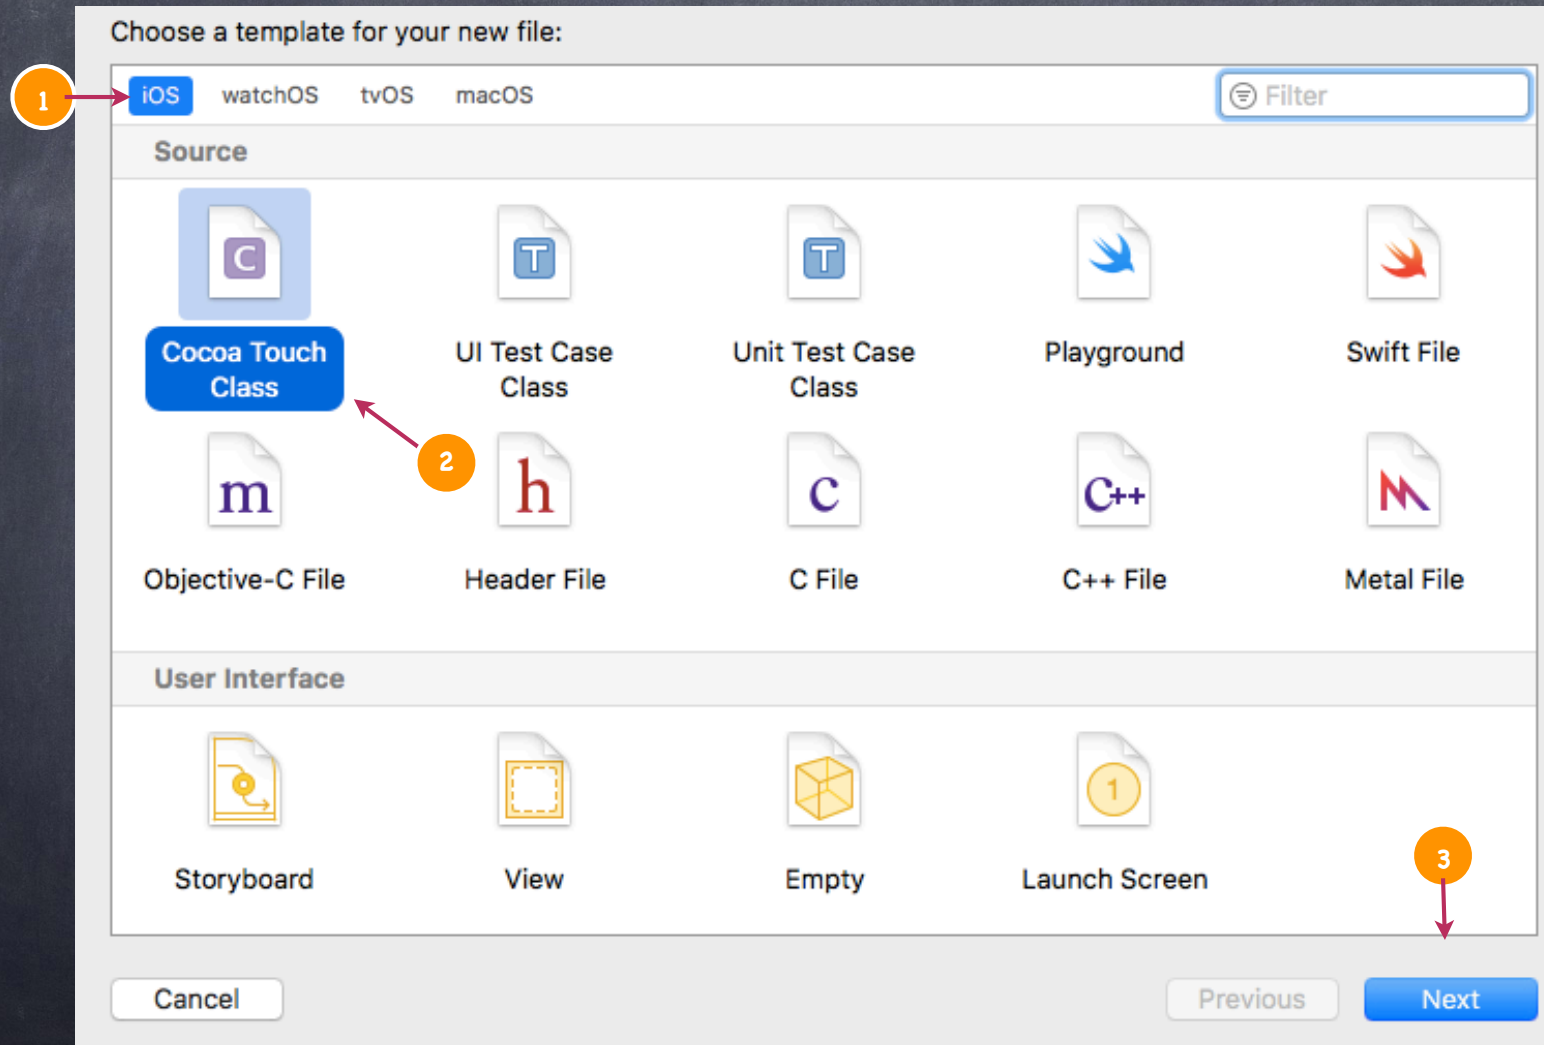 Choose a template for your new file:
1
iOS watchOS tvOS macOS Filter
Source
C T T
Cocoa Touch Class
UI Test Case Class
Unit Test Case Class
Playground
Swift File
2
m h c C++
Objective-C File Header File C File C++ File Metal File
User Interface
1
Storyboard View Empty Launch Screen
3
Cancel Previous Next